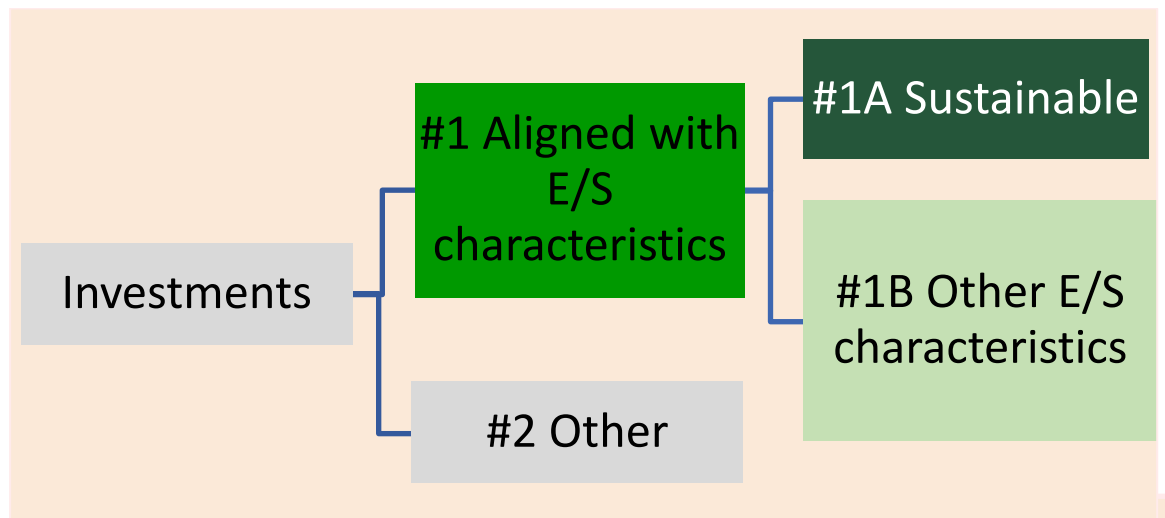 Investments
#1 Aligned with
E/S
characteristics
#2 Other
#1A Sustainable
#1B Other E/S
characteristics